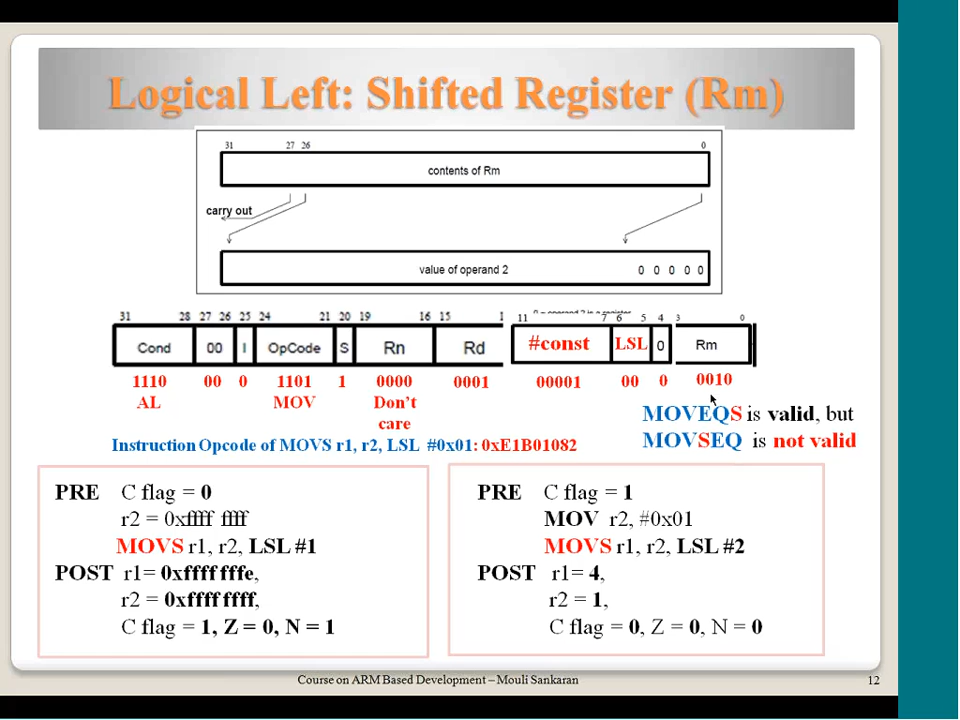 Logical Left: Shifted Register (Rm)
31 27 26 0
contents of Rm
carry out
value of operand 2 0 0 0 0 0
31 28 27 26 25 24 21 20 19 16 15 1 11 7 6 5 4 3 0
Cond 00 I OpCode S Rn Rd #const LSL 0 Rm
1110 00 0 1101 1 0000 0001 00001 00 0 0010
AL MOV Don't
care
MOVEQS is valid, but
MOVSEQ is not valid
Instruction Opcode of MOVS r1, r2, LSL #0x01: 0xE1B01082
PRE C flag = 0
r2 = 0xffff ffff
MOVS r1, r2, LSL #1
POST r1= 0xffff fffe,
r2 = 0xffff ffff,
C flag = 1, Z = 0, N = 1
PRE C flag = 1
MOV r2, #0x01
MOVS r1, r2, LSL #2
POST r1= 4,
r2 = 1,
C flag = 0, Z = 0, N = 0
Course on ARM Based Development – Mouli Sankaran 12